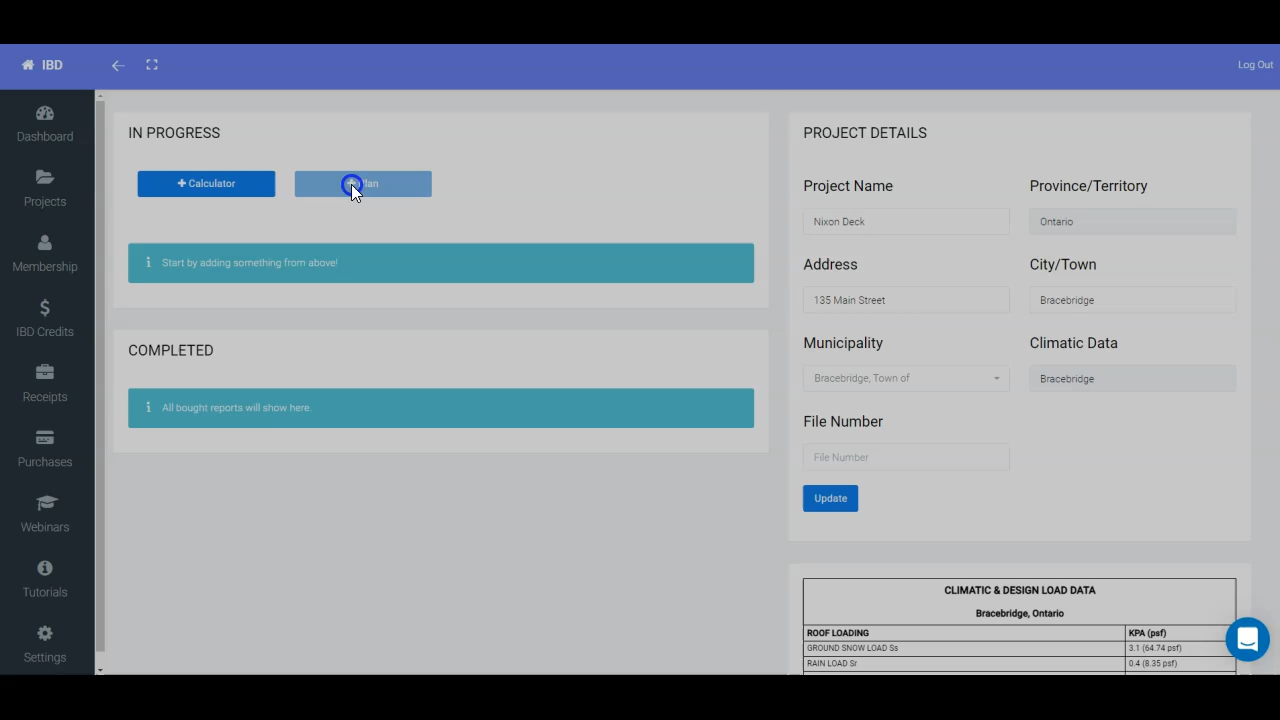 IBD
Log Out
Dashboard
Projects
Membership
IBD Credits
Receipts
Purchases
Webinars
Tutorials
Settings
IN PROGRESS
Calculator
Plan
Start by adding something from above!
COMPLETED
All bought reports will show here.
PROJECT DETAILS
Project Name
Province/Territory
Nixon Deck
Ontario
Address
City/Town
135 Main Street
Bracebridge
Municipality
Climatic Data
Bracebridge, Town of
Bracebridge
File Number
File Number
Update
CLIMATIC & DESIGN LOAD DATA
Bracebridge, Ontario
ROOF LOADING KPA (psf)
GROUND SNOW LOAD Ss 3.1 (64.74 psf)
RAIN LOAD Sr 0.4 (8.35 psf)